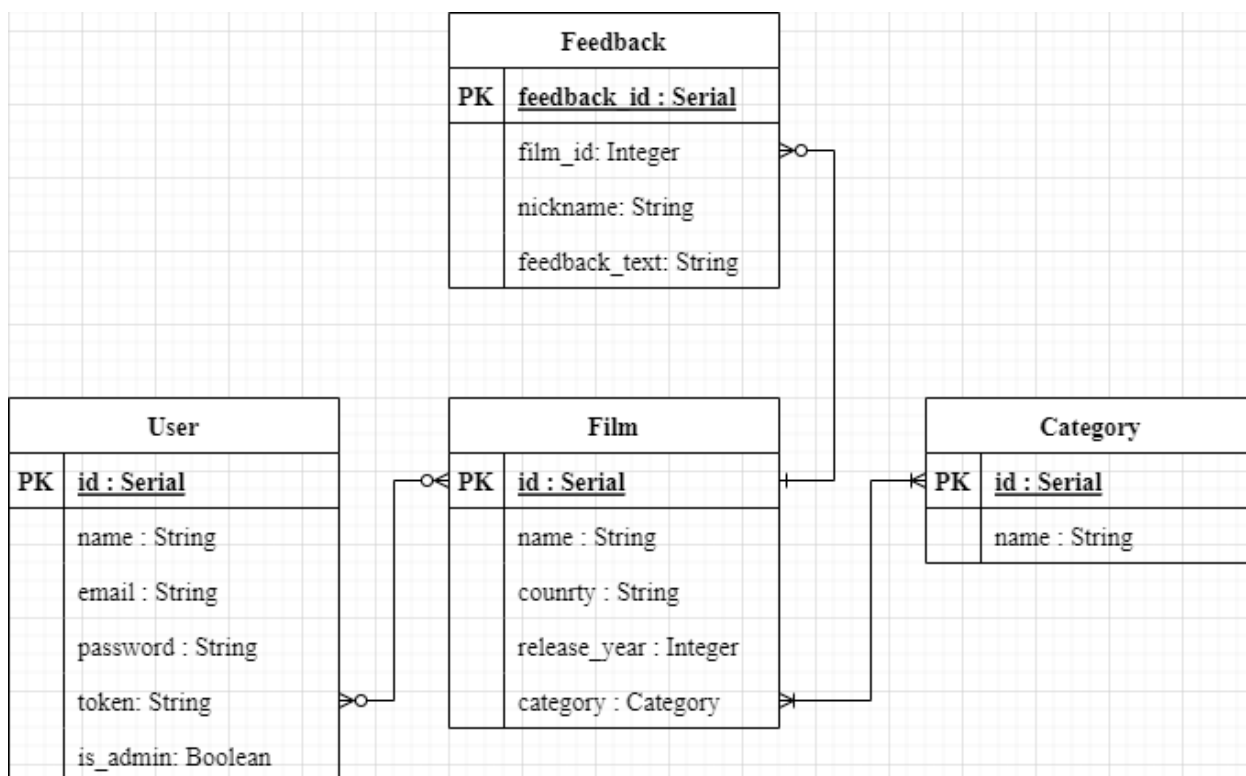 Feedback
PK feedback_id : Serial
film_id: Integer
nickname: String
feedback_text: String
User
PK id : Serial
name : String
email : String
password : String
token: String
is_admin: Boolean
Film
PK id : Serial
name : String
counrty : String
release_year : Integer
category : Category
Category
PK id : Serial
name : String